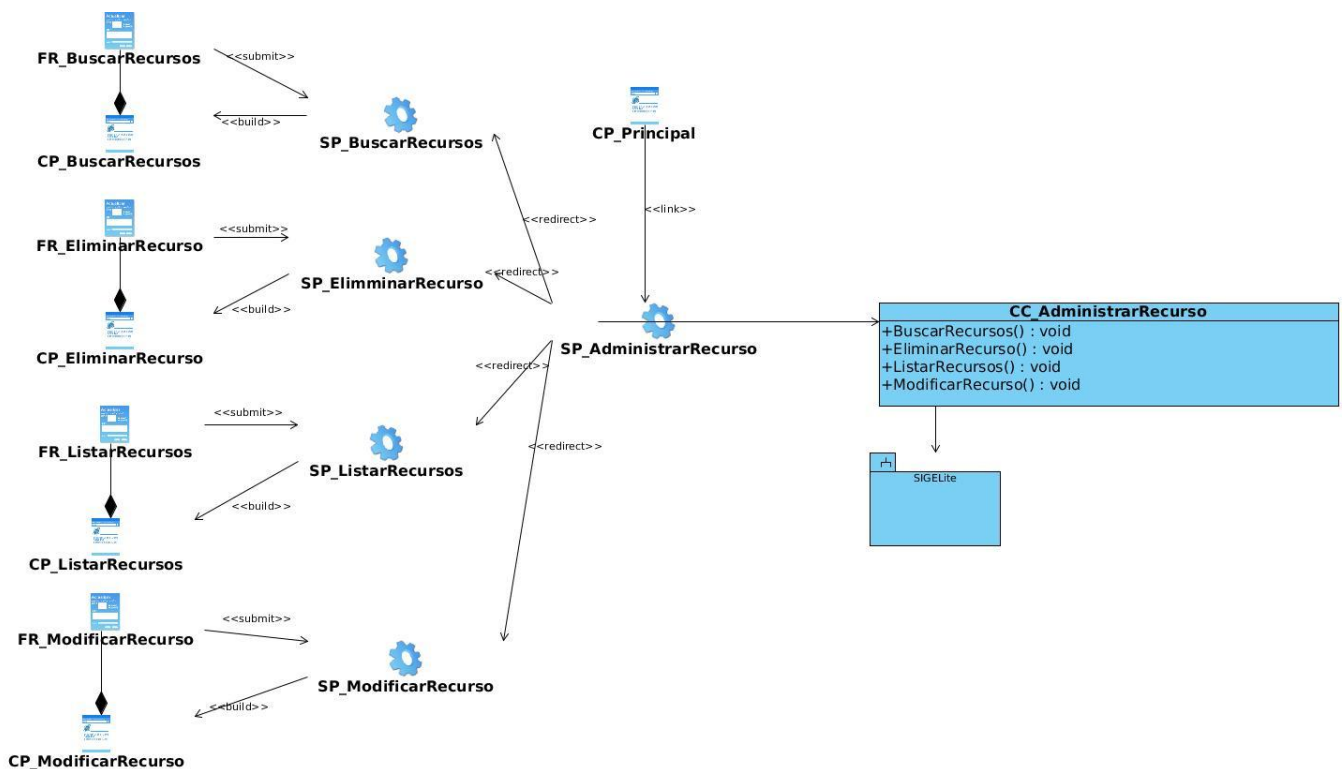 FR_BuscarRecursos
<<submit>>
<<build>>
CP_BuscarRecursos
SP_BuscarRecursos
CP_Principal
<<link>>
<<redirect>>
FR_EliminarRecurso
<<submit>>
SP_ElimminarRecurso
<<redirect>>
<<build>>
CP_EliminarRecurso
SP_AdministrarRecurso
CC_AdministrarRecurso
+BuscarRecursos() : void
+EliminarRecurso() : void
+ListarRecursos() : void
+ModificarRecurso() : void
<<redirect>>
FR_ListarRecursos
<<submit>>
SP_ListarRecursos
<<redirect>>
SIGELite
<<build>>
CP_ListarRecursos
FR_ModificarRecurso
<<submit>>
SP_ModificarRecurso
<<build>>
CP_ModificarRecurso